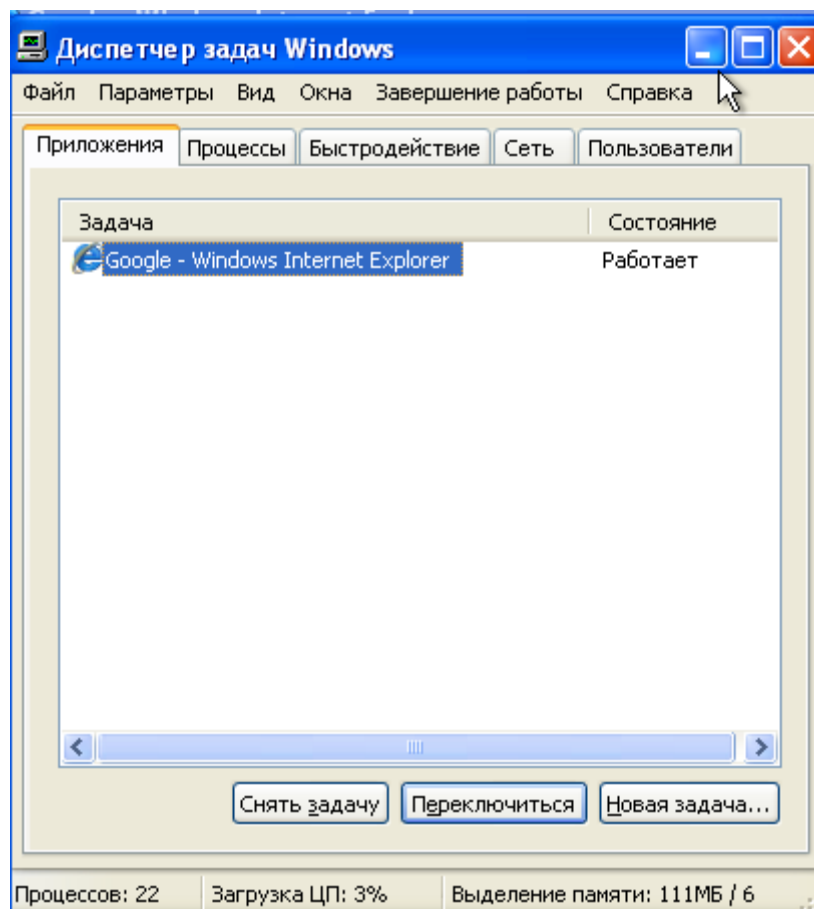 Диспетчер задач Windows
Файл Параметры Вид Окна Завершение работы Справка
Приложения Процессы Быстродействие Сеть Пользователи
Задача Состояние
Google - Windows Internet Explorer Работает
Снять задачу Переключиться Новая задача...
Процессов: 22 Загрузка ЦП: 3% Выделение памяти: 111МБ / 6